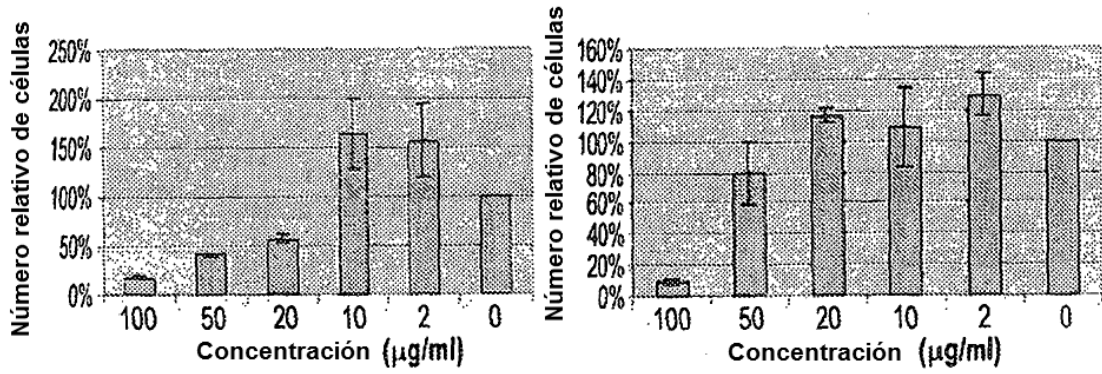 Número relativo de células
250%
200%
150%
100%
50%
0%
100 50 20 10 2 0
Concentración (µg/ml)
Número relativo de células
160%
140%
120%
100%
80%
60%
40%
20%
0%
100 50 20 10 2 0
Concentración (µg/ml)